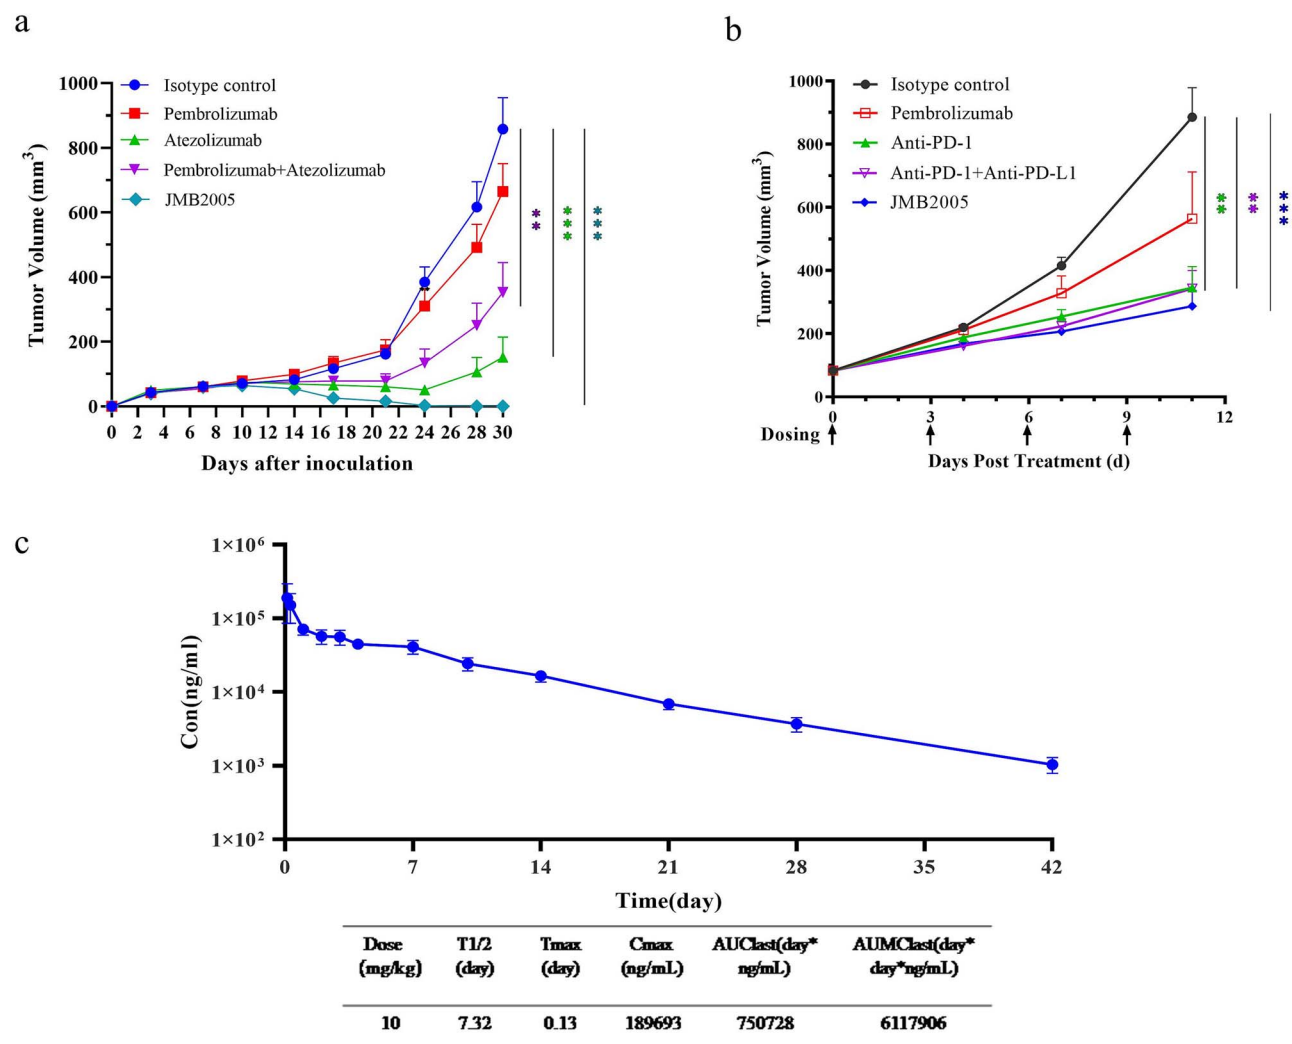 a
1000
800
600
400
200
0
Tumor Volume (mm³)
Isotype control
Pembrolizumab
Atezolizumab
Pembrolizumab+Atezolizumab
JMB2005
**
***
***
0 2 4 6 8 10 12 14 16 18 20 22 24 26 28 30
Days after inoculation
b
1000
800
600
400
200
0
Tumor Volume (mm³)
Isotype control
Pembrolizumab
Anti-PD-1
Anti-PD-1+Anti-PD-L1
JMB2005
**
**
***
0 3 6 9 12
Dosing
Days Post Treatment (d)
c
1×10⁶
1×10⁵
1×10⁴
1×10³
1×10²
Con(ng/ml)
0 7 14 21 28 35 42
Time(day)
Dose T1/2 Tmax Cmax AUClast(day* AUMClast(day*
(mg/kg) (day) (day) (ng/mL) ng/mL) day*ng/mL)
10 7.32 0.13 189693 750728 6117906